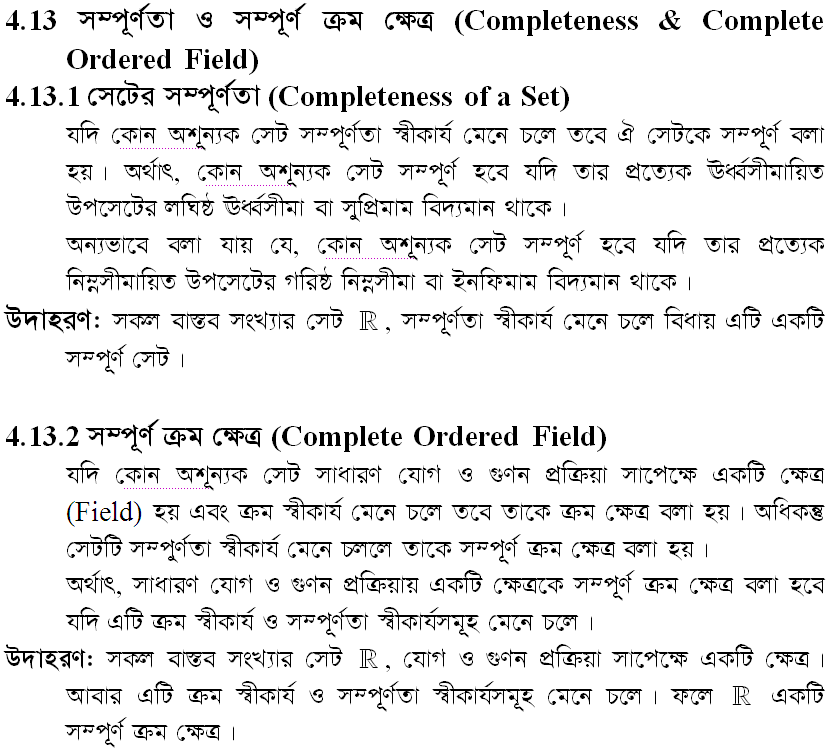 4.13 সম্পূর্ণতা ও সম্পূর্ণ ক্রম ক্ষেত্র (Completeness & Complete
Ordered Field)
4.13.1 সেটের সম্পূর্ণতা (Completeness of a Set)
যদি কোন অশূন্যক সেট সম্পূর্ণতা স্বীকার্য মেনে চলে তবে ঐ সেটকে সম্পূর্ণ বলা
হয়। অর্থাৎ, কোন অশূন্যক সেট সম্পূর্ণ হবে যদি তার প্রত্যেক ঊর্ধ্বসীমায়িত
উপসেটের লঘিষ্ঠ ঊর্ধ্বসীমা বা সুপ্রিমাম বিদ্যমান থাকে।
অন্যভাবে বলা যায় যে, কোন অশূন্যক সেট সম্পূর্ণ হবে যদি তার প্রত্যেক
নিম্নসীমায়িত উপসেটের গরিষ্ঠ নিম্নসীমা বা ইনফিমাম বিদ্যমান থাকে।
উদাহরণ: সকল বাস্তব সংখ্যার সেট ℝ, সম্পূর্ণতা স্বীকার্য মেনে চলে বিধায় এটি একটি
সম্পূর্ণ সেট।
4.13.2 সম্পূর্ণ ক্রম ক্ষেত্র (Complete Ordered Field)
যদি কোন অশূন্যক সেট সাধারণ যোগ ও গুণন প্রক্রিয়া সাপেক্ষে একটি ক্ষেত্র
(Field) হয় এবং ক্রম স্বীকার্য মেনে চলে তবে তাকে ক্রম ক্ষেত্র বলা হয়। অধিকন্তু
সেটটি সম্পুর্ণতা স্বীকার্য মেনে চললে তাকে সম্পূর্ণ ক্রম ক্ষেত্র বলা হয়।
অর্থাৎ, সাধারণ যোগ ও গুণন প্রক্রিয়ায় একটি ক্ষেত্রকে সম্পূর্ণ ক্রম ক্ষেত্র বলা হবে
যদি এটি ক্রম স্বীকার্য ও সম্পূর্ণতা স্বীকার্যসমূহ মেনে চলে।
উদাহরণ: সকল বাস্তব সংখ্যার সেট ℝ, যোগ ও গুণন প্রক্রিয়া সাপেক্ষে একটি ক্ষেত্র।
আবার এটি ক্রম স্বীকার্য ও সম্পূর্ণতা স্বীকার্যসমূহ মেনে চলে। ফলে ℝ একটি
সম্পূর্ণ ক্রম ক্ষেত্র।